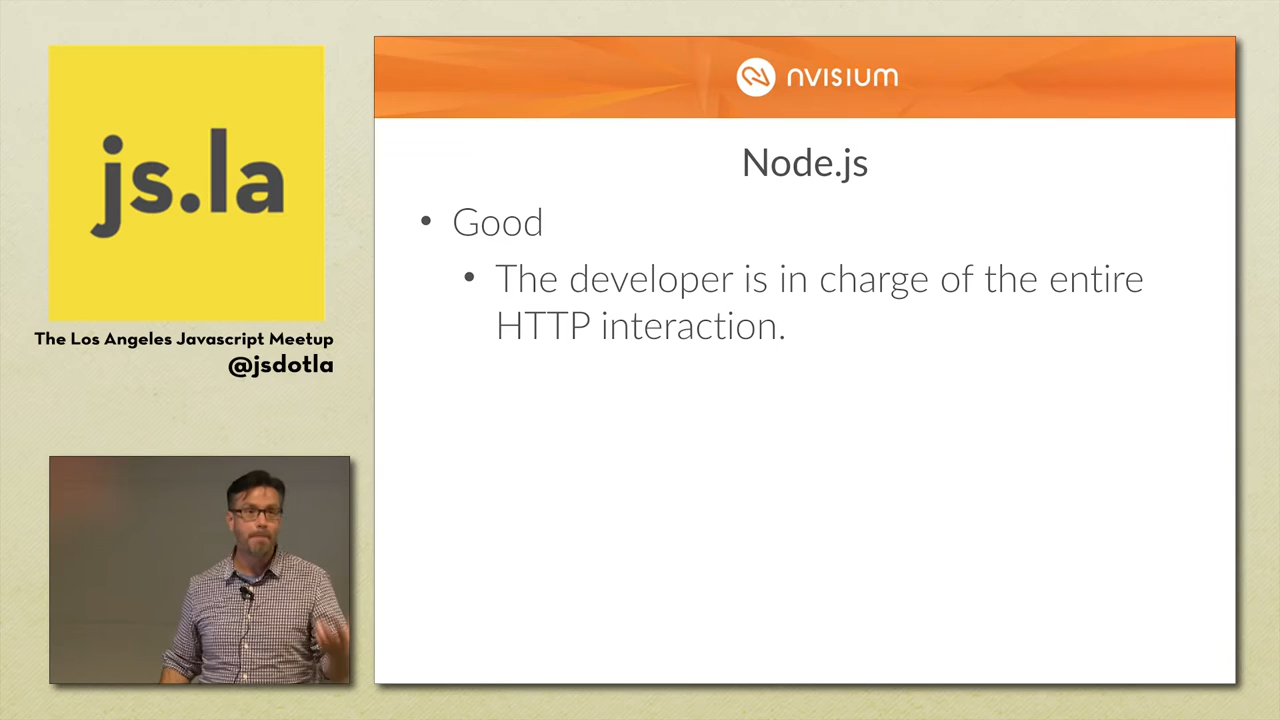 js.la
The Los Angeles Javascript Meetup
@jsdotla
nvisium
Node.js
• Good
• The developer is in charge of the entire
HTTP interaction.